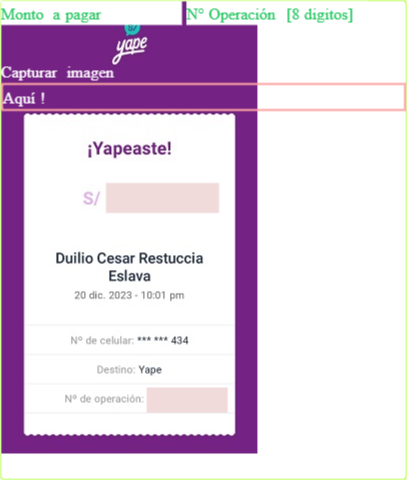 Monto a pagar N° Operación [8 digitos]
S/
yape
Capturar imagen
Aquí !
¡Yapeaste!
S/
Duilio Cesar Restuccia
Eslava
20 dic. 2023 - 10:01 pm
Nº de celular: *** *** 434
Destino: Yape
Nº de operación: